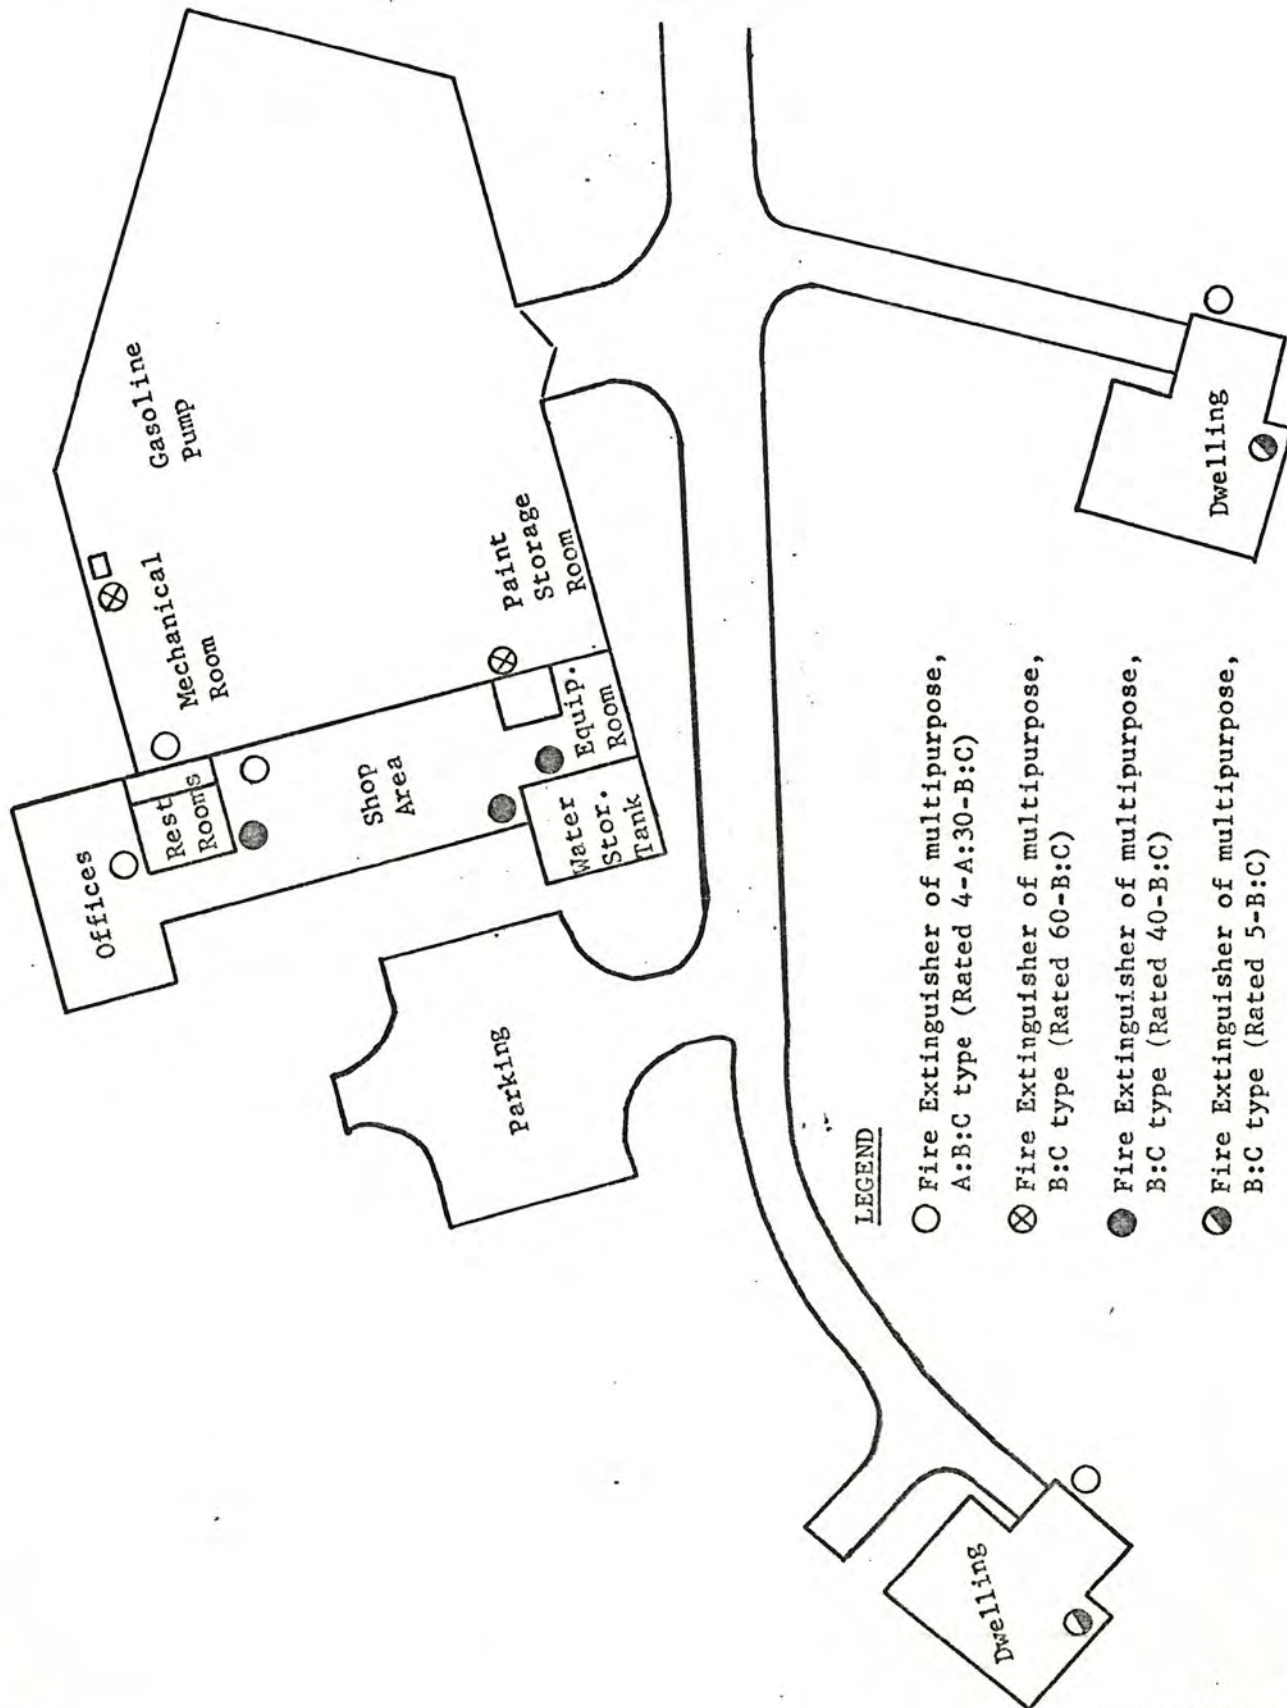 Gasoline
Pump
Mechanical
Room
Paint
Storage
Room
Offices
Rest
Rooms
Shop
Area
Equip.
Room
Water
Stor.
Tank
Parking
Dwelling
Dwelling
LEGEND
Fire Extinguisher of multipurpose,
A:B:C type (Rated 4-A:30-B:C)
Fire Extinguisher of multipurpose,
B:C type (Rated 60-B:C)
Fire Extinguisher of multipurpose,
B:C type (Rated 40-B:C)
Fire Extinguisher of multipurpose,
B:C type (Rated 5-B:C)